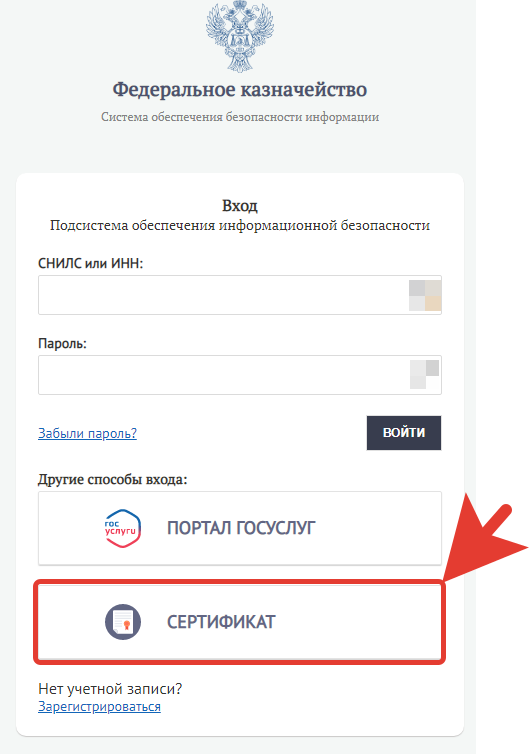 Федеральное казначейство
Система обеспечения безопасности информации
Вход
Подсистема обеспечения информационной безопасности
СНИЛС или ИНН:
Пароль:
Забыли пароль?
ВОЙТИ
Другие способы входа:
гос
услуги
ПОРТАЛ ГОСУСЛУГ
СЕРТИФИКАТ
Нет учетной записи?
Зарегистрироваться